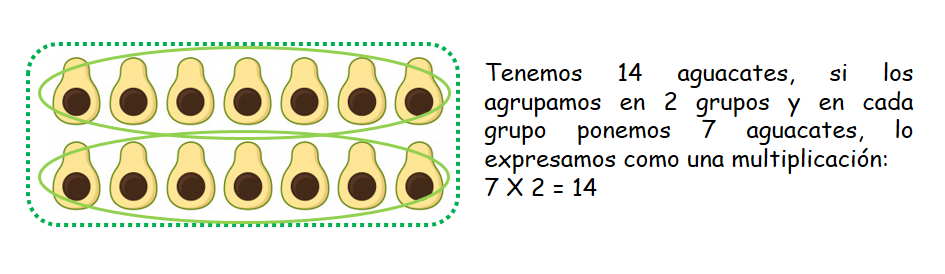 Tenemos 14 aguacates, si los
agrupamos en 2 grupos y en cada
grupo ponemos 7 aguacates, lo
expresamos como una multiplicación:
7 X 2 = 14